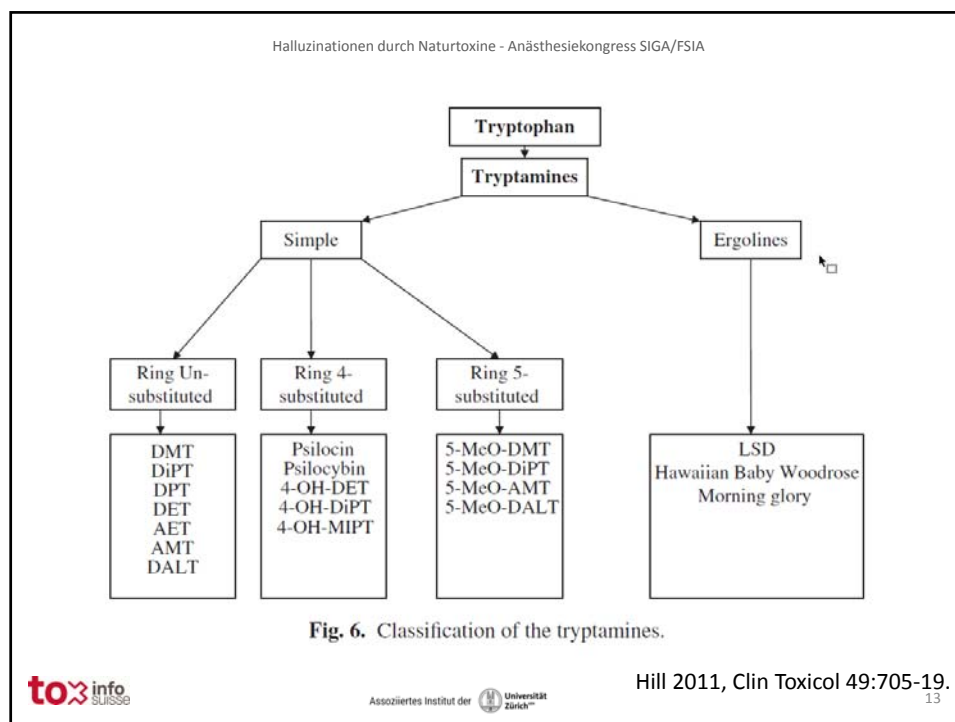 Halluzinationen durch Naturtoxine - Anästhesiekongress SIGA/FSIA
Tryptophan
Tryptamines
Simple
Ergolines
Ring Un-
substituted
Ring 4-
substituted
Ring 5-
substituted
DMT
DiPT
DPT
DET
AET
AMT
DALT
Psilocin
Psilocybin
4-OH-DET
4-OH-DiPT
4-OH-MIPT
5-MeO-DMT
5-MeO-DiPT
5-MeO-AMT
5-MeO-DALT
LSD
Hawaiian Baby Woodrose
Morning glory
Fig. 6. Classification of the tryptamines.
tox info
suisse
Assoziiertes Institut der
Universität
Zürich UZH
Hill 2011, Clin Toxicol 49:705-19.
13